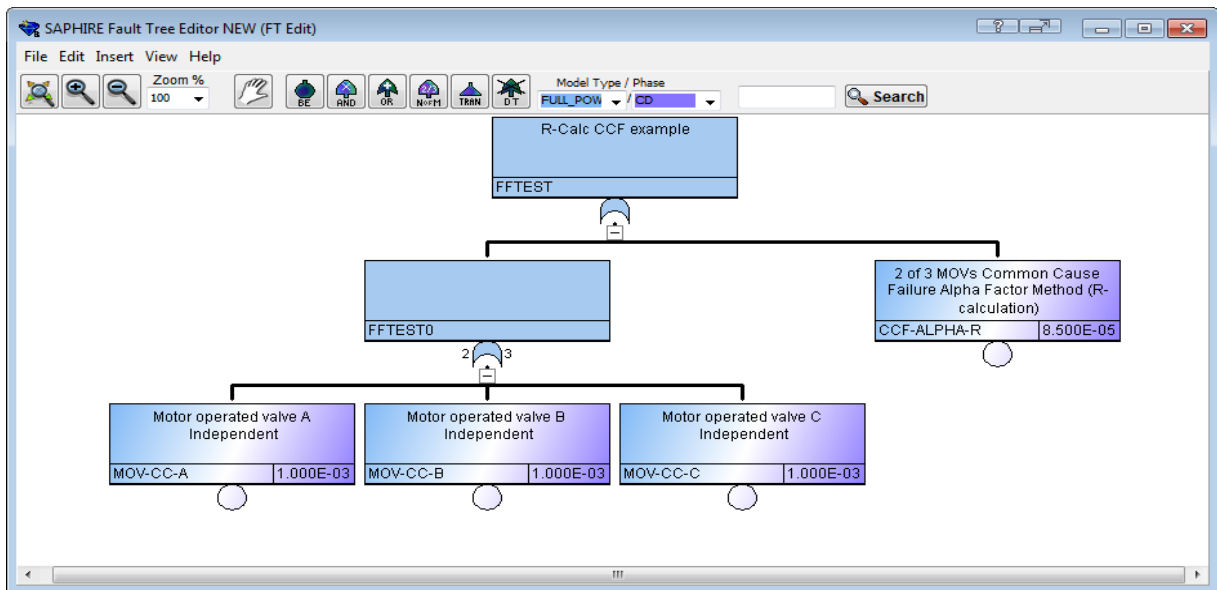 SAPHIRE Fault Tree Editor NEW (FT Edit)
File Edit Insert View Help
Zoom %
100
BE
AND
OR
N OF M
TRAN
D T
Model Type / Phase
FULL_POW / CD
Search
R-Calc CCF example
FFTEST
2 of 3 MOVs Common Cause
Failure Alpha Factor Method (R-
calculation)
CCF-ALPHA-R 8.500E-05
FFTEST0
2 3
Motor operated valve A
Independent
MOV-CC-A 1.000E-03
Motor operated valve B
Independent
MOV-CC-B 1.000E-03
Motor operated valve C
Independent
MOV-CC-C 1.000E-03